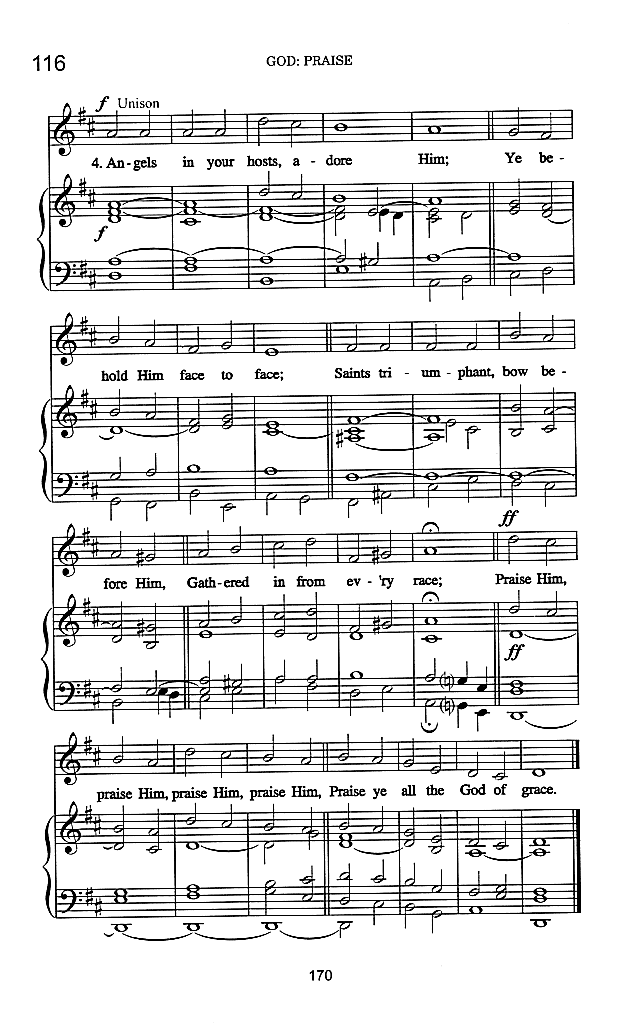 116
GOD: PRAISE
f Unison
4. An-gels in your hosts, a - dore Him; Ye be -
f
hold Him face to face; Saints tri - um - phant, bow be -
ff
fore Him, Gath-ered in from ev - 'ry race; Praise Him,
ff
praise Him, praise Him, praise Him, Praise ye all the God of grace.
170